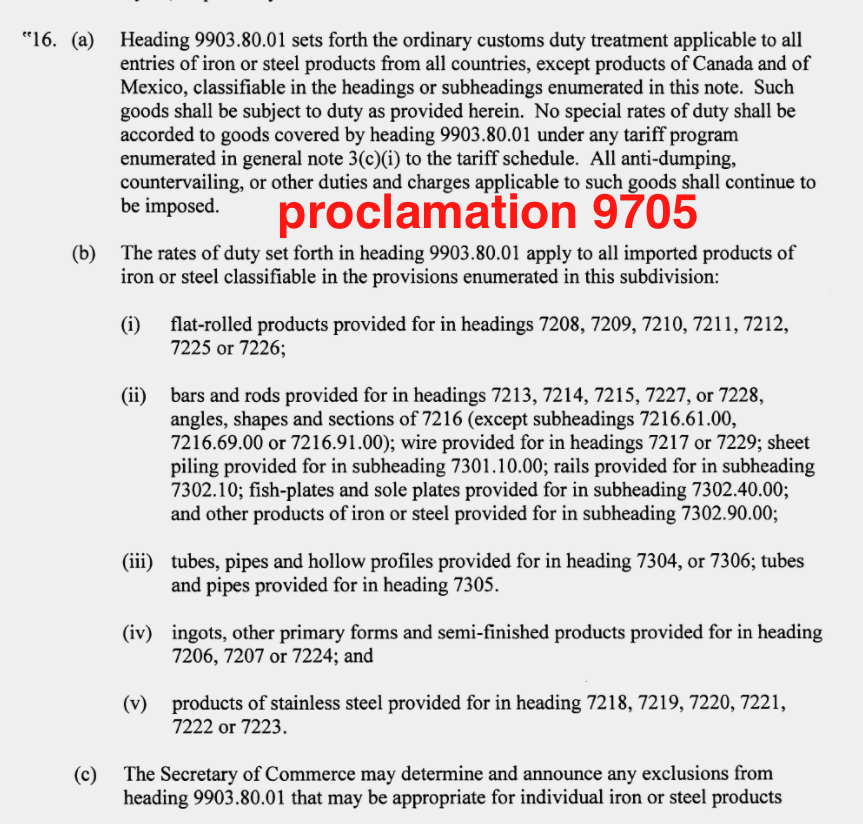 “16. (a) Heading 9903.80.01 sets forth the ordinary customs duty treatment applicable to all
entries of iron or steel products from all countries, except products of Canada and of
Mexico, classifiable in the headings or subheadings enumerated in this note. Such
goods shall be subject to duty as provided herein. No special rates of duty shall be
accorded to goods covered by heading 9903.80.01 under any tariff program
enumerated in general note 3(c)(i) to the tariff schedule. All anti-dumping,
countervailing, or other duties and charges applicable to such goods shall continue to
be imposed.
proclamation 9705
(b) The rates of duty set forth in heading 9903.80.01 apply to all imported products of
iron or steel classifiable in the provisions enumerated in this subdivision:
(i) flat-rolled products provided for in headings 7208, 7209, 7210, 7211, 7212,
7225 or 7226;
(ii) bars and rods provided for in headings 7213, 7214, 7215, 7227, or 7228,
angles, shapes and sections of 7216 (except subheadings 7216.61.00,
7216.69.00 or 7216.91.00); wire provided for in headings 7217 or 7229; sheet
piling provided for in subheading 7301.10.00; rails provided for in subheading
7302.10; fish-plates and sole plates provided for in subheading 7302.40.00;
and other products of iron or steel provided for in subheading 7302.90.00;
(iii) tubes, pipes and hollow profiles provided for in heading 7304, or 7306; tubes
and pipes provided for in heading 7305.
(iv) ingots, other primary forms and semi-finished products provided for in heading
7206, 7207 or 7224; and
(v) products of stainless steel provided for in heading 7218, 7219, 7220, 7221,
7222 or 7223.
(c) The Secretary of Commerce may determine and announce any exclusions from
heading 9903.80.01 that may be appropriate for individual iron or steel products